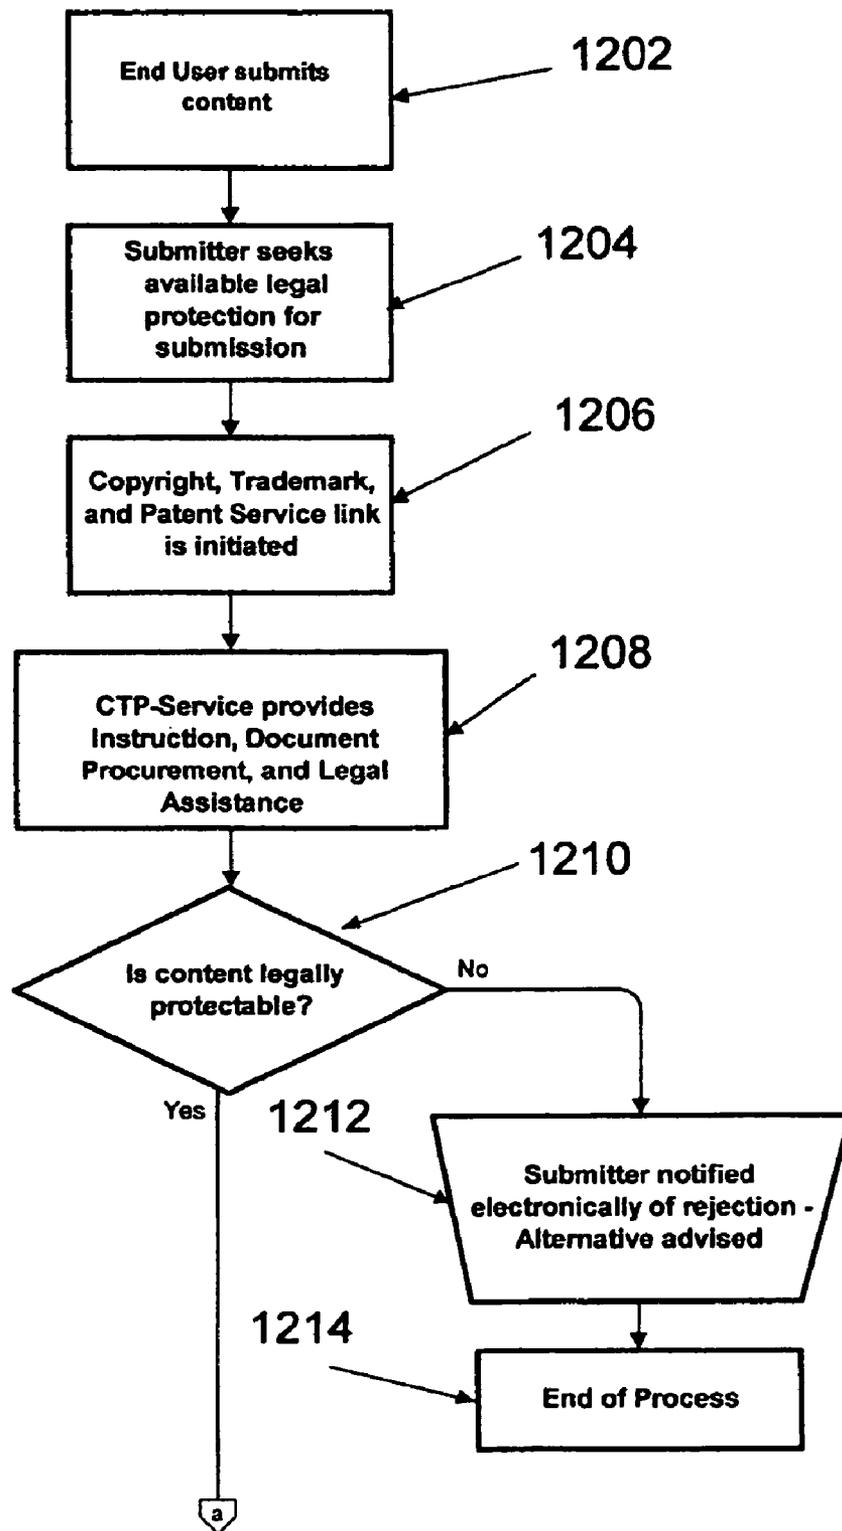 End User submits
content
1202
Submitter seeks
available legal
protection for
submission
1204
Copyright, Trademark,
and Patent Service link
is initiated
1206
CTP-Service provides
Instruction, Document
Procurement, and Legal
Assistance
1208
Is content legally
protectable?
1210
No
Yes
1212
Submitter notified
electronically of rejection -
Alternative advised
1214
End of Process
a